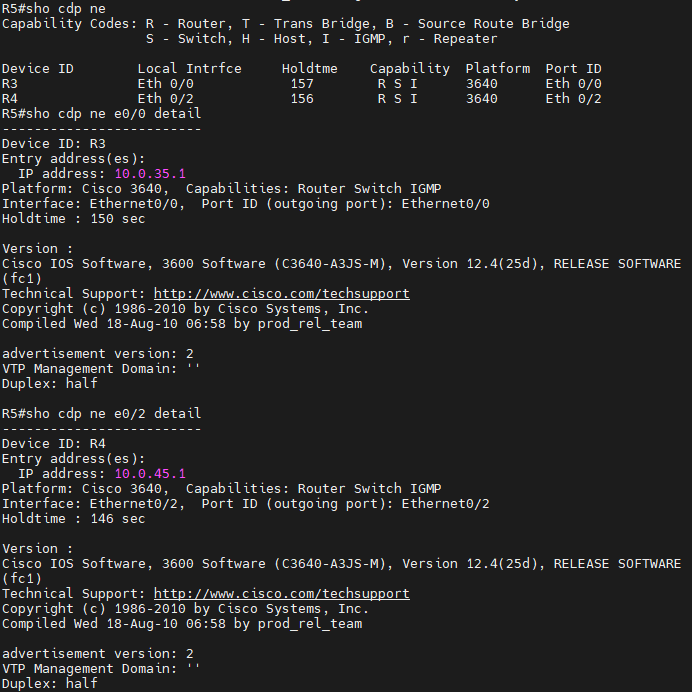 R5#sho cdp ne
Capability Codes: R - Router, T - Trans Bridge, B - Source Route Bridge
                  S - Switch, H - Host, I - IGMP, r - Repeater

Device ID        Local Intrfce     Holdtme    Capability  Platform  Port ID
R3               Eth 0/0            157        R S I      3640      Eth 0/0
R4               Eth 0/2            156        R S I      3640      Eth 0/2
R5#sho cdp ne e0/0 detail
-------------------------
Device ID: R3
Entry address(es):
  IP address: 10.0.35.1
Platform: Cisco 3640,  Capabilities: Router Switch IGMP
Interface: Ethernet0/0,  Port ID (outgoing port): Ethernet0/0
Holdtime : 150 sec

Version :
Cisco IOS Software, 3600 Software (C3640-A3JS-M), Version 12.4(25d), RELEASE SOFTWARE
(fc1)
Technical Support: http://www.cisco.com/techsupport
Copyright (c) 1986-2010 by Cisco Systems, Inc.
Compiled Wed 18-Aug-10 06:58 by prod_rel_team

advertisement version: 2
VTP Management Domain: ''
Duplex: half

R5#sho cdp ne e0/2 detail
-------------------------
Device ID: R4
Entry address(es):
  IP address: 10.0.45.1
Platform: Cisco 3640,  Capabilities: Router Switch IGMP
Interface: Ethernet0/2,  Port ID (outgoing port): Ethernet0/2
Holdtime : 146 sec

Version :
Cisco IOS Software, 3600 Software (C3640-A3JS-M), Version 12.4(25d), RELEASE SOFTWARE
(fc1)
Technical Support: http://www.cisco.com/techsupport
Copyright (c) 1986-2010 by Cisco Systems, Inc.
Compiled Wed 18-Aug-10 06:58 by prod_rel_team

advertisement version: 2
VTP Management Domain: ''
Duplex: half